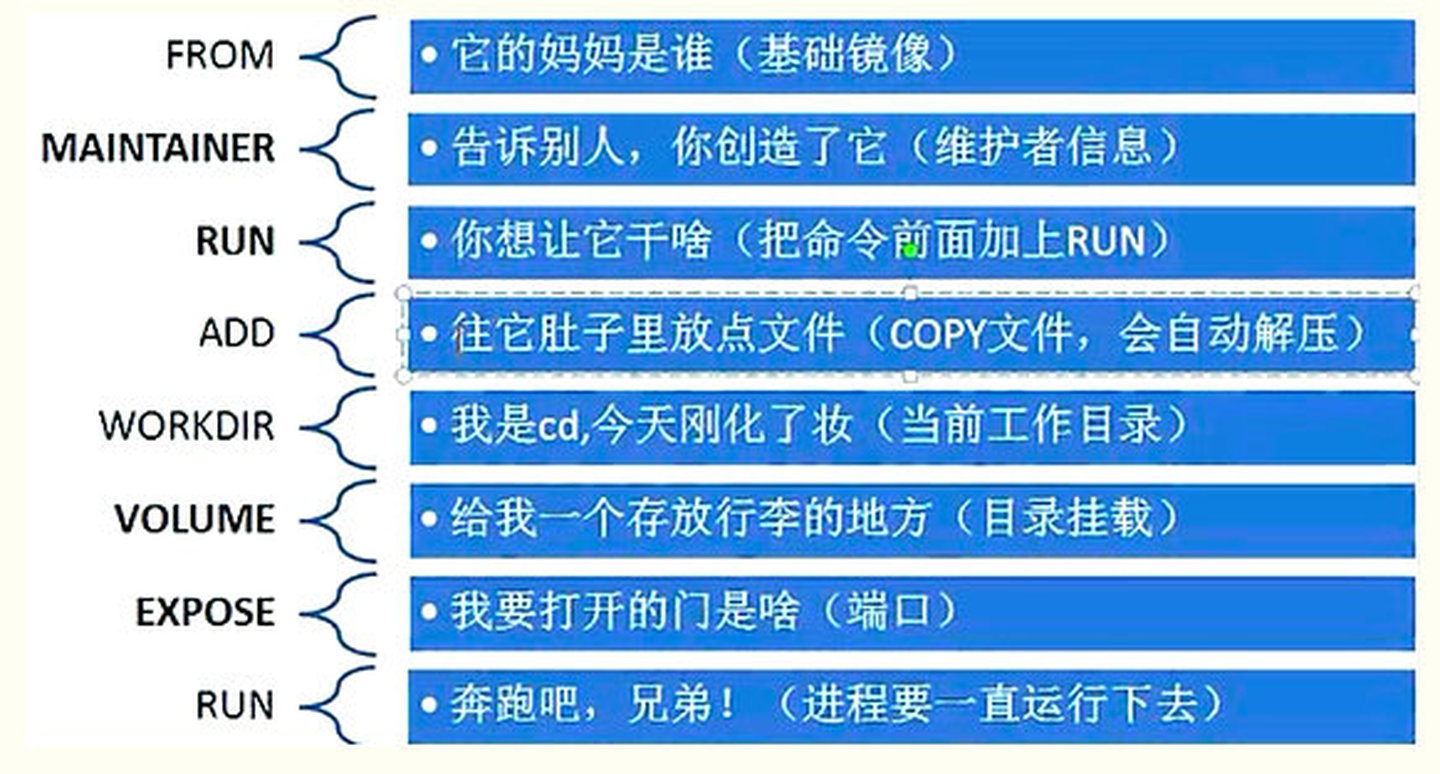 FROM
• 它的妈妈是谁（基础镜像）
MAINTAINER
• 告诉别人，你创造了它（维护者信息）
RUN
• 你想让它干啥（把命令前面加上RUN）
ADD
• 往它肚子里放点文件（COPY文件，会自动解压）
WORKDIR
• 我是cd,今天刚化了妆（当前工作目录）
VOLUME
• 给我一个存放行李的地方（目录挂载）
EXPOSE
• 我要打开的门是啥（端口）
RUN
• 奔跑吧，兄弟！（进程要一直运行下去）